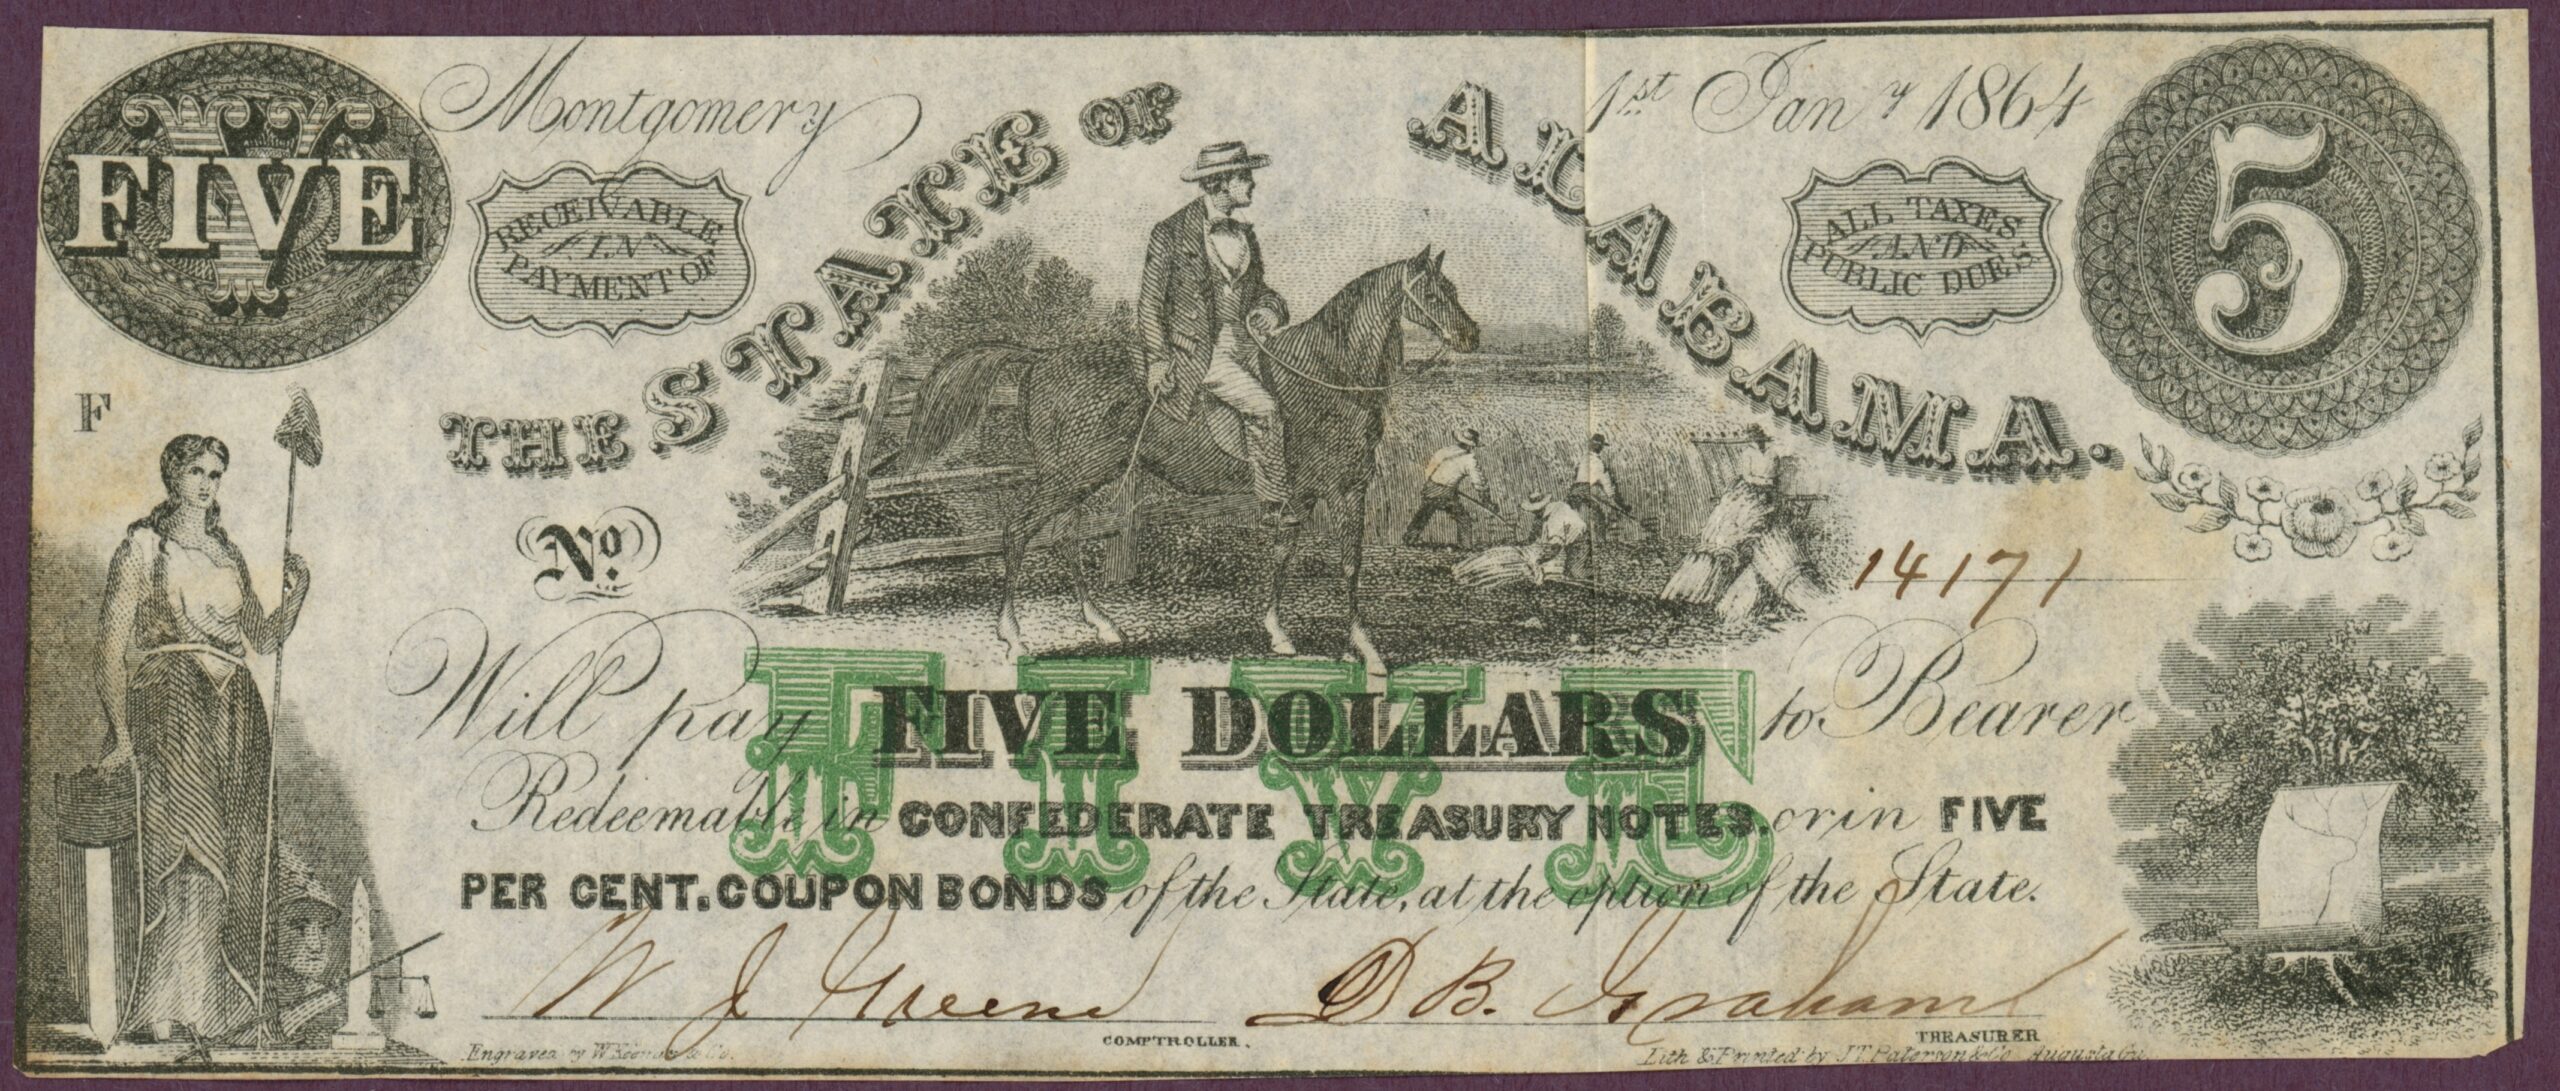 FIVE
Montgomery
1st Jany 1864
5
RECEIVABLE
IN
PAYMENT OF
THE STATE OF ALABAMA.
ALL TAXES
AND
PUBLIC DUES
F
No.
14171
Will pay FIVE DOLLARS to Bearer
FIVE
Redeemable in CONFEDERATE TREASURY NOTES. or in FIVE
PER CENT. COUPON BONDS of the State, at the option of the State.
W J Greene
D B. Graham
COMPTROLLER.
TREASURER
Engraved by & Co.
Lith & Printed by J.T. Paterson & Co Augusta Ga.